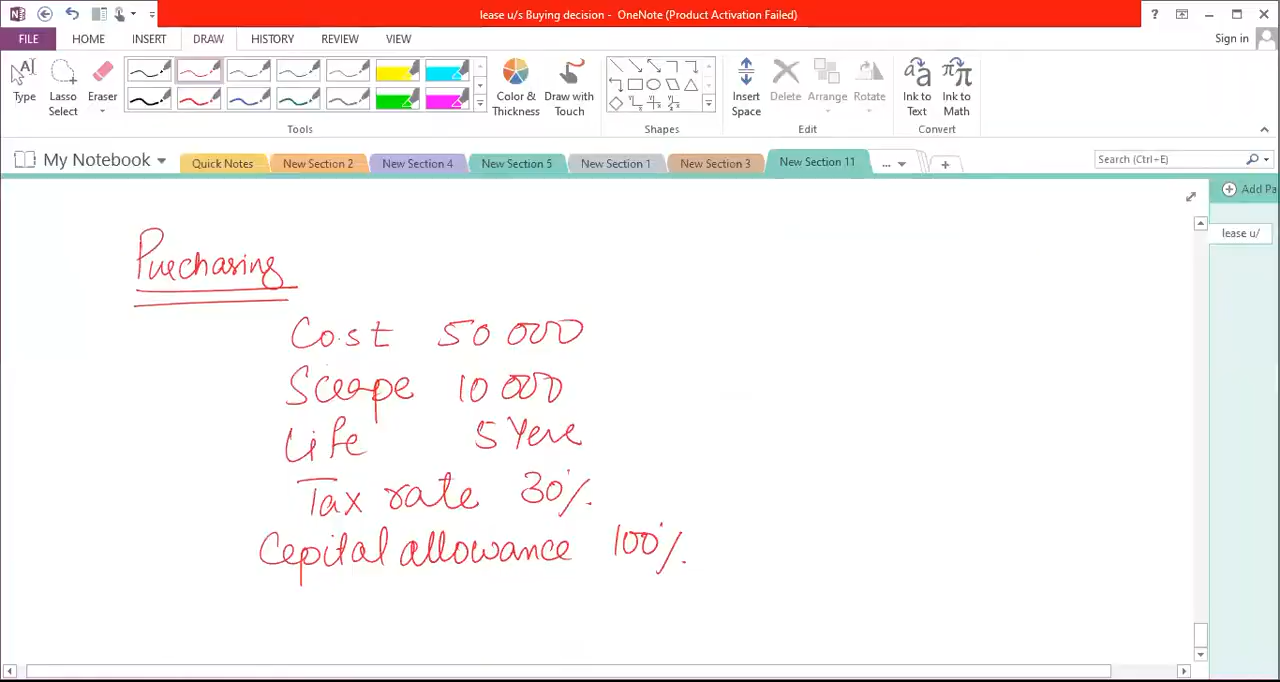 lease u/s Buying decision - OneNote (Product Activation Failed)
FILE HOME INSERT DRAW HISTORY REVIEW VIEW
Sign in
Type
Lasso Select
Eraser
Color & Thickness
Draw with Touch
Insert Space
Delete
Arrange
Rotate
Ink to Text
Ink to Math
Tools
Shapes
Edit
Convert
My Notebook
Quick Notes
New Section 2
New Section 4
New Section 5
New Section 1
New Section 3
New Section 11
...
Search (Ctrl+E)
Add Pa
lease u/
Purchasing
Cost 50 000
Scrape 10 000
Life 5 Yere
Tax rate 30%
Cepital allowance 100%